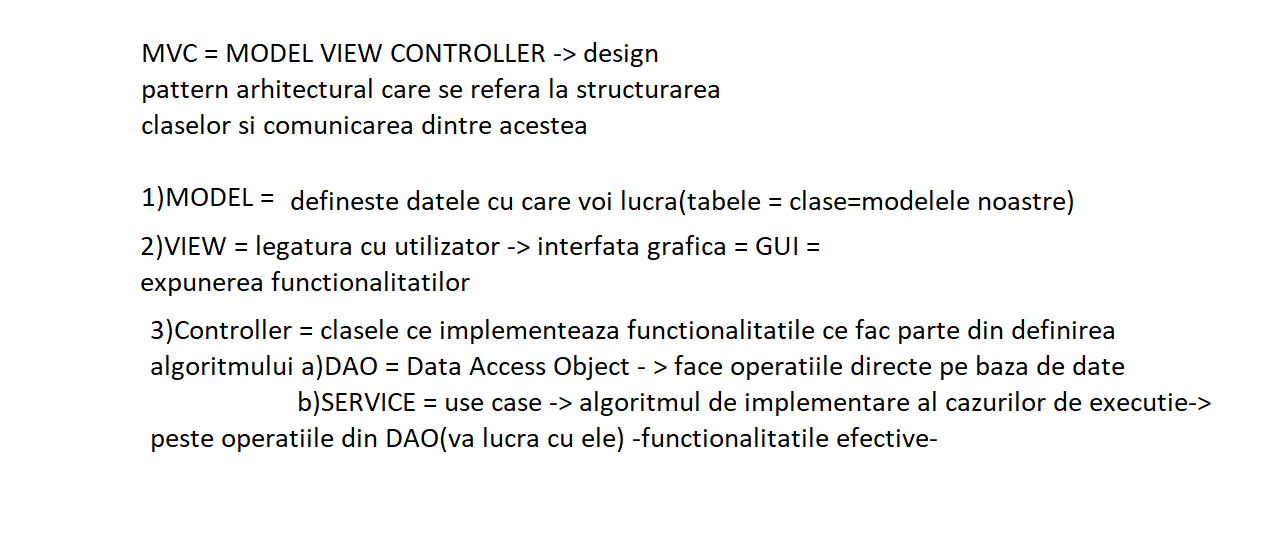 MVC = MODEL VIEW CONTROLLER -> design
pattern arhitectural care se refera la structurarea
claselor si comunicarea dintre acestea
1)MODEL = defineste datele cu care voi lucra(tabele = clase=modelele noastre)
2)VIEW = legatura cu utilizator -> interfata grafica = GUI =
expunerea functionalitatilor
3)Controller = clasele ce implementeaza functionalitatile ce fac parte din definirea
algoritmului a)DAO = Data Access Object - > face operatiile directe pe baza de date
b)SERVICE = use case -> algoritmul de implementare al cazurilor de executie->
peste operatiile din DAO(va lucra cu ele) -functionalitatile efective-